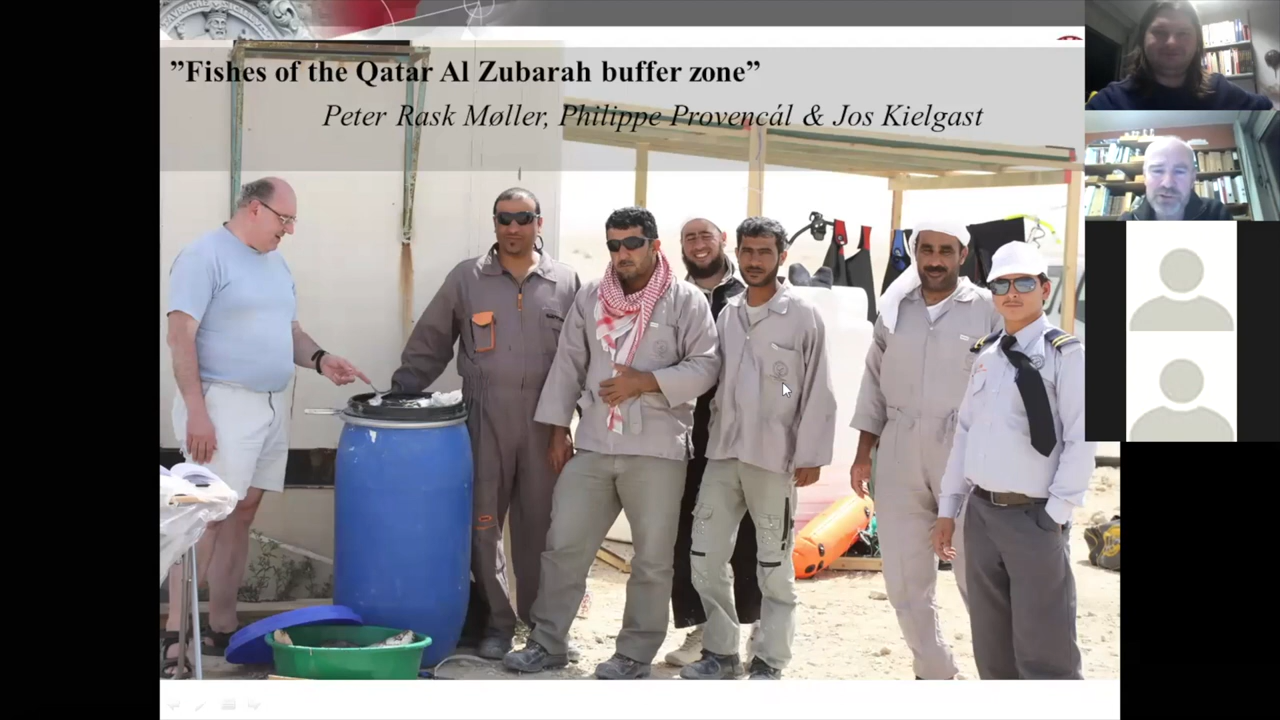 ”Fishes of the Qatar Al Zubarah buffer zone”
Peter Rask Møller, Philippe Provencál & Jos Kielgast